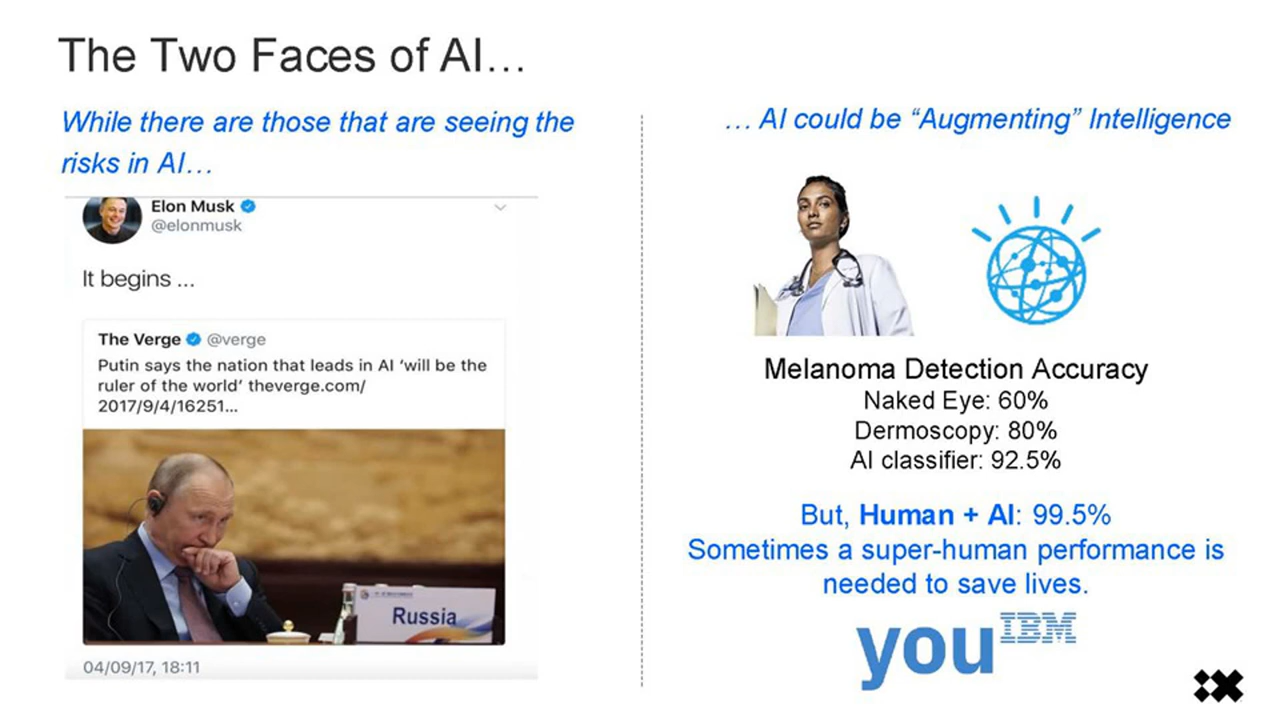 The Two Faces of AI…
While there are those that are seeing the
risks in AI…
Elon Musk
@elonmusk
It begins ...
The Verge @verge
Putin says the nation that leads in AI ‘will be the
ruler of the world’ theverge.com/
2017/9/4/16251...
Russia
04/09/17, 18:11
… AI could be “Augmenting” Intelligence
Melanoma Detection Accuracy
Naked Eye: 60%
Dermoscopy: 80%
AI classifier: 92.5%
But, Human + AI: 99.5%
Sometimes a super-human performance is
needed to save lives.
you IBM